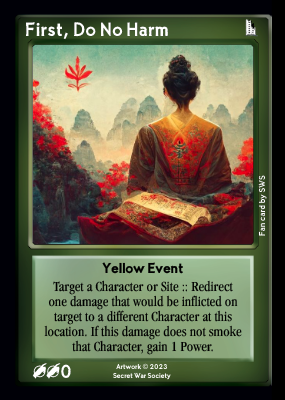 First, Do No Harm
Fan card by SWS
Yellow Event
Target a Character or Site :: Redirect
one damage that would be inflicted on
target to a different Character at this
location. If this damage does not smoke
that Character, gain 1 Power.
0
Artwork © 2023
Secret War Society